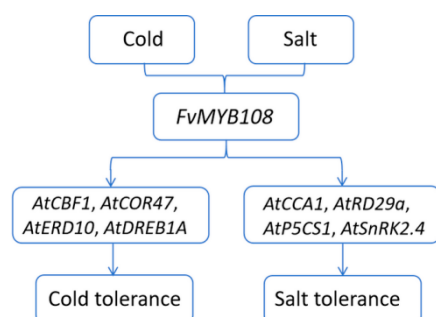 Cold
Salt
FvMYB108
AtCBF1, AtCOR47,
AtERD10, AtDREB1A
AtCCA1, AtRD29a,
AtP5CS1, AtSnRK2.4
Cold tolerance
Salt tolerance